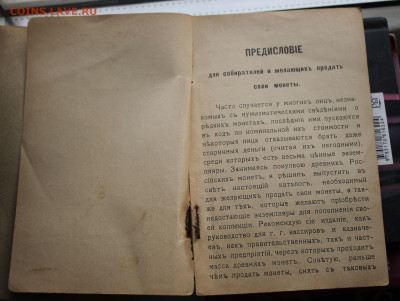 COINS.LAVE.RU
ПРЕДИСЛОВІЕ
для собирателей и желающихъ продать
свои монеты.
Часто случается у многихъ лицъ, незна-
комыхъ съ нумизматическими свѣдѣніями о
рѣдкихъ монетахъ, послѣднія ими пускаются
въ ходъ по номинальной ихъ стоимости и
нѣкоторыя лица отказываются брать даже
старинныя деньги (считая ихъ негодными),
среди которыхъ есть весьма цѣнные экзем-
пляры. Занимаясь покупкою древнихъ Рос-
сійскихъ монетъ, я рѣшилъ выпустить въ
свѣтъ настоящій каталогъ, необходимый
для желающихъ продать свои монеты, а так-
же для тѣхъ, которые желаютъ пріобрѣсти
недостающіе экземпляры для пополненія сво-
ей коллекціи. Рекомендую сіе изданіе, какъ
руководство для г. г. кассировъ и казначе-
евъ, какъ правительственныхъ, такъ и част-
ныхъ предпріятій, черезъ которыхъ проходитъ
масса древнихъ монетъ. Совѣтую, раньше
чѣмъ продать монеты, снять съ таковыхъ